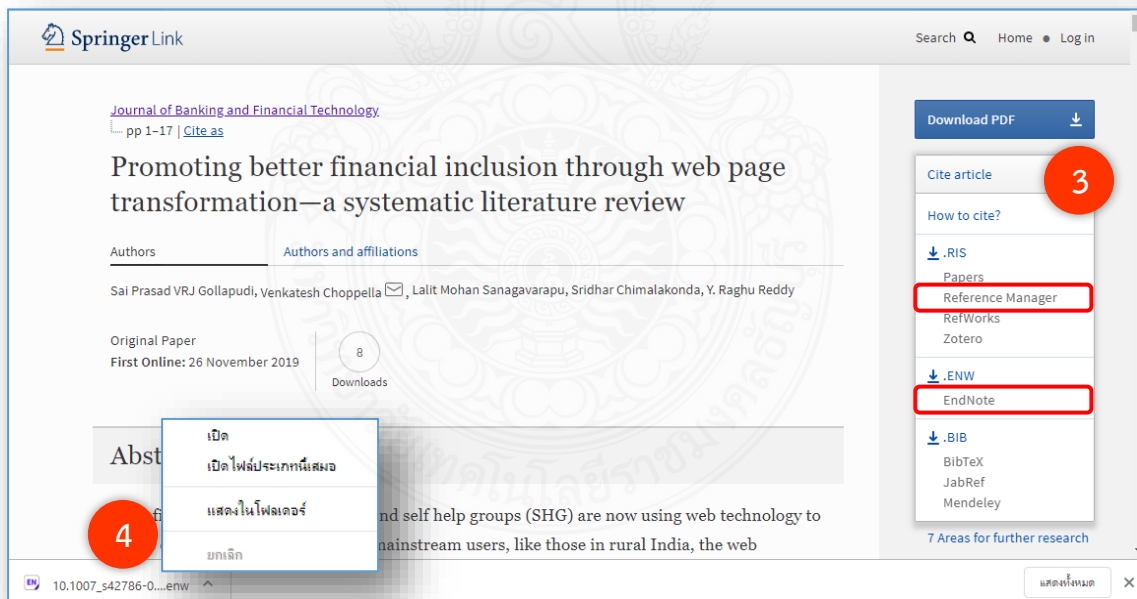 Springer Link
Search Home Log in
Journal of Banking and Financial Technology
pp 1–17 | Cite as
Promoting better financial inclusion through web page
transformation—a systematic literature review
Authors Authors and affiliations
Sai Prasad VRJ Gollapudi, Venkatesh Choppella , Lalit Mohan Sanagavarapu, Sridhar Chimalakonda, Y. Raghu Reddy
Original Paper
First Online: 26 November 2019
8
Downloads
Abst
nd self help groups (SHG) are now using web technology to
mainstream users, like those in rural India, the web
Download PDF
Cite article
3
How to cite?
.RIS
Papers
Reference Manager
RefWorks
Zotero
.ENW
EndNote
.BIB
BibTeX
JabRef
Mendeley
7 Areas for further research
เปิด
เปิดไฟล์ประเภทนี้เสมอ
แสดงในโฟลเดอร์
ยกเลิก
4
EN
10.1007_s42786-0....enw
แสดงทั้งหมด